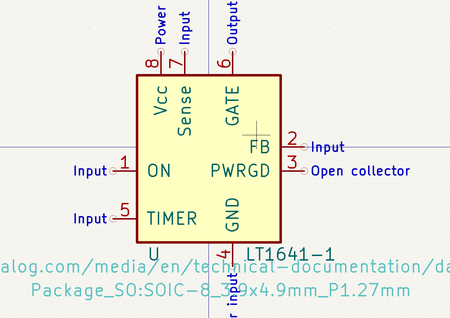 Power
Input
Output
8
7
6
Vcc
Sense
GATE
FB
2
Input
Input
1
ON
PWRGD
3
Open collector
Input
5
TIMER
GND
4
U
LT1641-1
alog.com/media/en/technical-documentation/da
Package_SO:SOIC-8_3.9x4.9mm_P1.27mm
r input